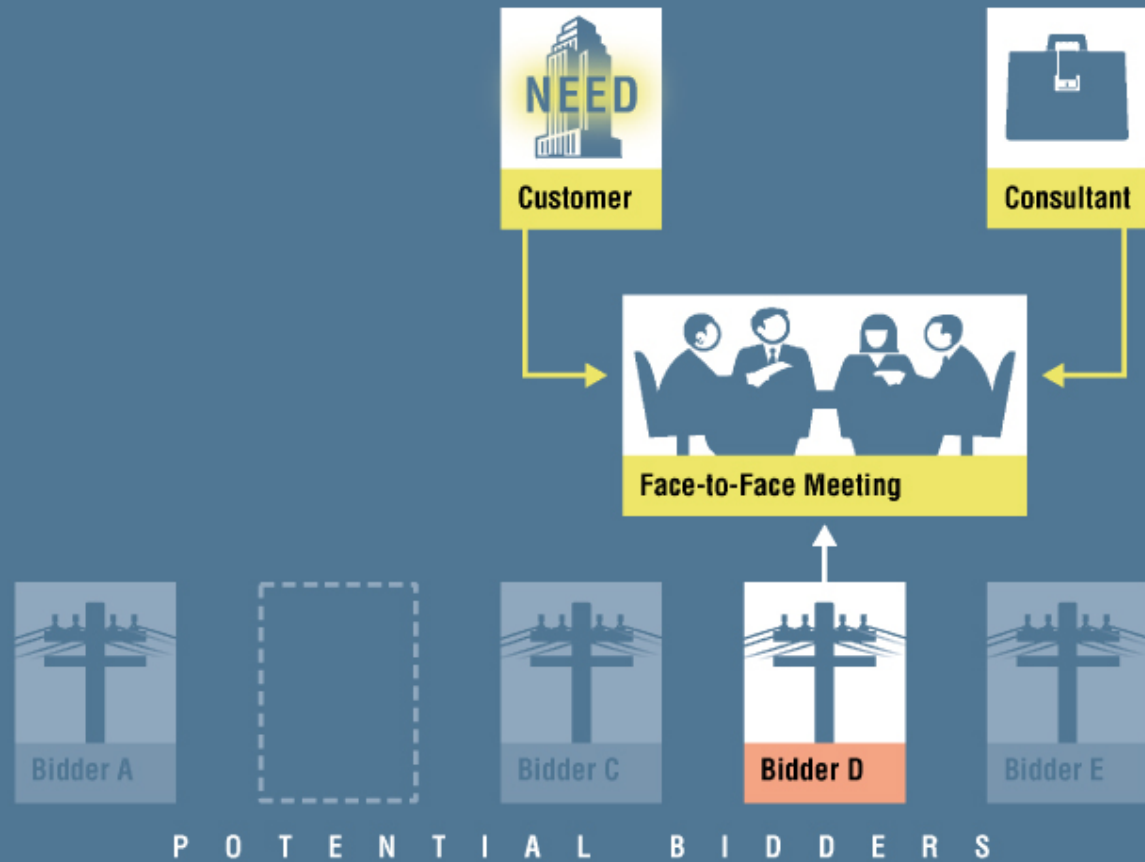 NEED
Customer
Consultant
Face-to-Face Meeting
Bidder A
Bidder C
Bidder D
Bidder E
POTENTIAL BIDDERS